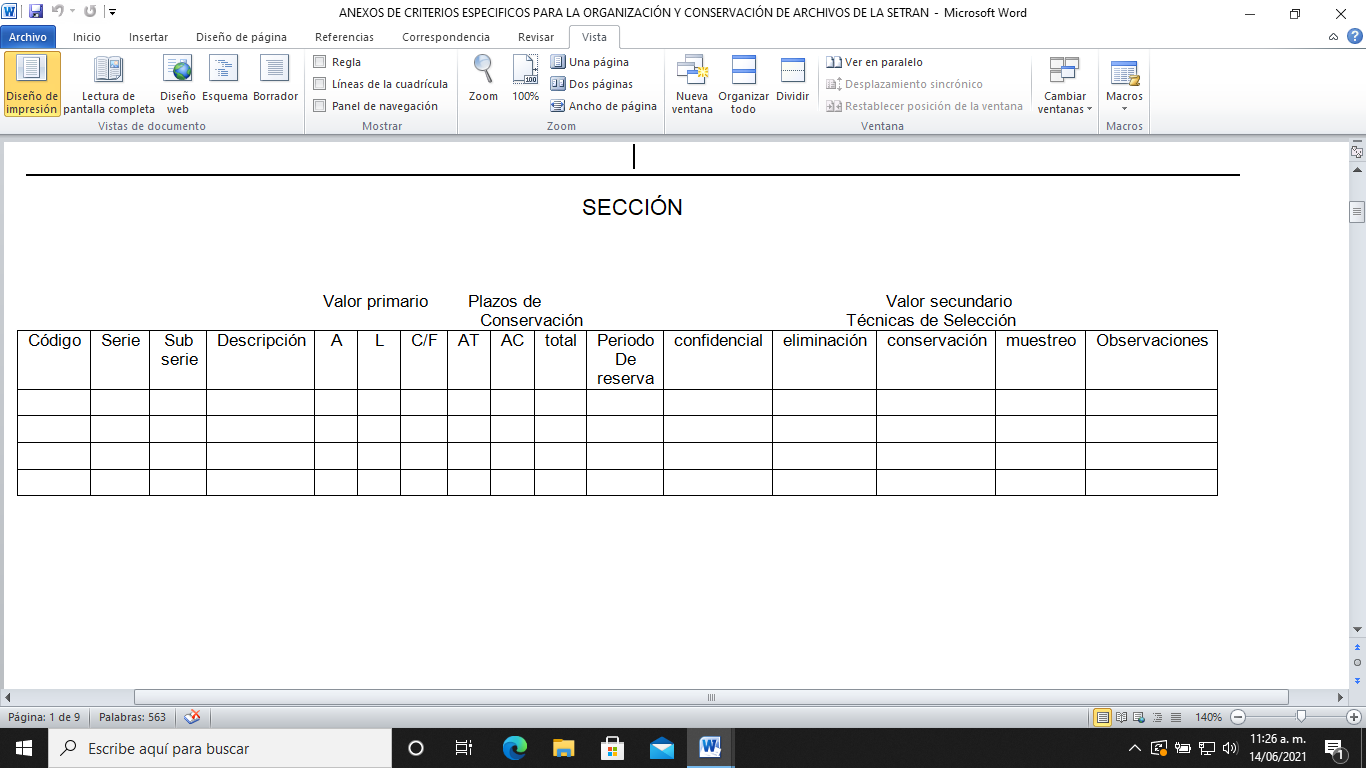 ANEXOS DE CRITERIOS ESPECIFICOS PARA LA ORGANIZACIÓN Y CONSERVACIÓN DE ARCHIVOS DE LA SETRAN - Microsoft Word
Archivo Inicio Insertar Diseño de página Referencias Correspondencia Revisar Vista
Diseño de impresión
Lectura de pantalla completa
Diseño web
Esquema
Borrador
Vistas de documento
Regla
Líneas de la cuadrícula
Panel de navegación
Mostrar
Zoom
100
100%
Una página
Dos páginas
Ancho de página
Zoom
Nueva ventana
Organizar todo
Dividir
Ver en paralelo
Desplazamiento sincrónico
Restablecer posición de la ventana
Ventana
Cambiar ventanas
Macros
Macros
SECCIÓN
Valor primario Plazos de Valor secundario
Conservación Técnicas de Selección
Código Serie Sub serie Descripción A L C/F AT AC total Periodo De reserva confidencial eliminación conservación muestreo Observaciones
Página: 1 de 9 Palabras: 563 140%
Escribe aquí para buscar
11:26 a. m.
14/06/2021
1